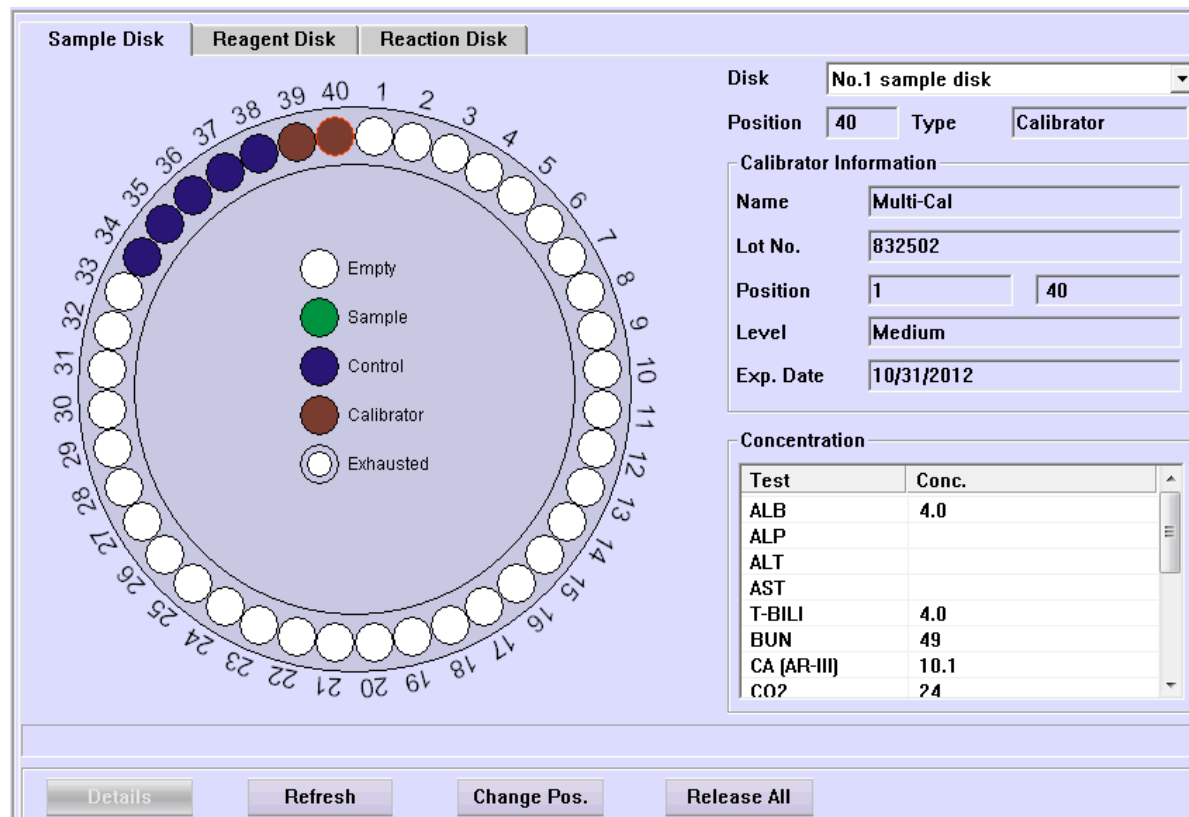 Sample Disk Reagent Disk Reaction Disk
Disk No.1 sample disk
Position 40 Type Calibrator
Calibrator Information
Name Multi-Cal
Lot No. 832502
Position 1 40
Level Medium
Exp. Date 10/31/2012
Concentration
Test Conc.
ALB 4.0
ALP
ALT
AST
T-BILI 4.0
BUN 49
CA (AR-III) 10.1
CO2 24
1
2
3
4
5
6
7
8
9
10
11
12
13
14
15
16
17
18
19
20
21
22
23
24
25
26
27
28
29
30
31
32
33
34
35
36
37
38
39
40
Empty
Sample
Control
Calibrator
Exhausted
Details Refresh Change Pos. Release All